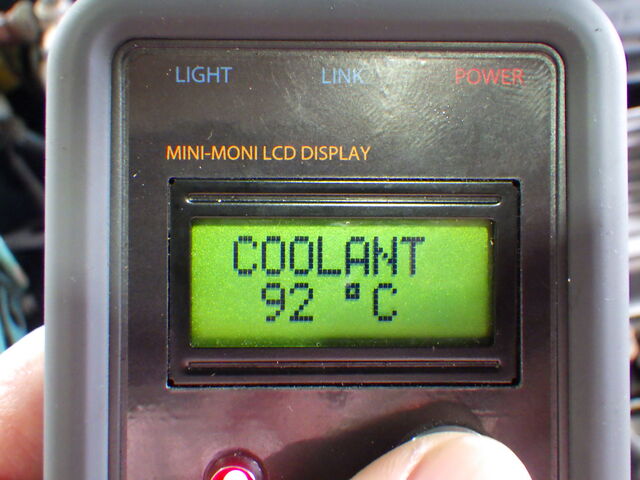 LIGHT LINK POWER
MINI-MONI LCD DISPLAY
COOLANT
92 °C